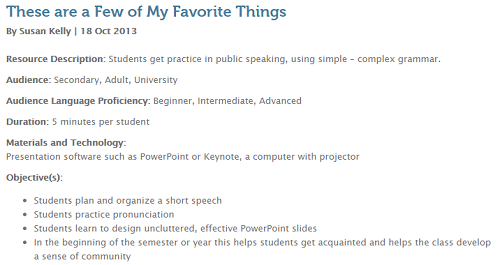 These are a Few of My Favorite Things
By Susan Kelly | 18 Oct 2013
Resource Description: Students get practice in public speaking, using simple – complex grammar.
Audience: Secondary, Adult, University
Audience Language Proficiency: Beginner, Intermediate, Advanced
Duration: 5 minutes per student
Materials and Technology:
Presentation software such as PowerPoint or Keynote, a computer with projector
Objective(s):
• Students plan and organize a short speech
• Students practice pronunciation
• Students learn to design uncluttered, effective PowerPoint slides
• In the beginning of the semester or year this helps students get acquainted and helps the class develop
a sense of community